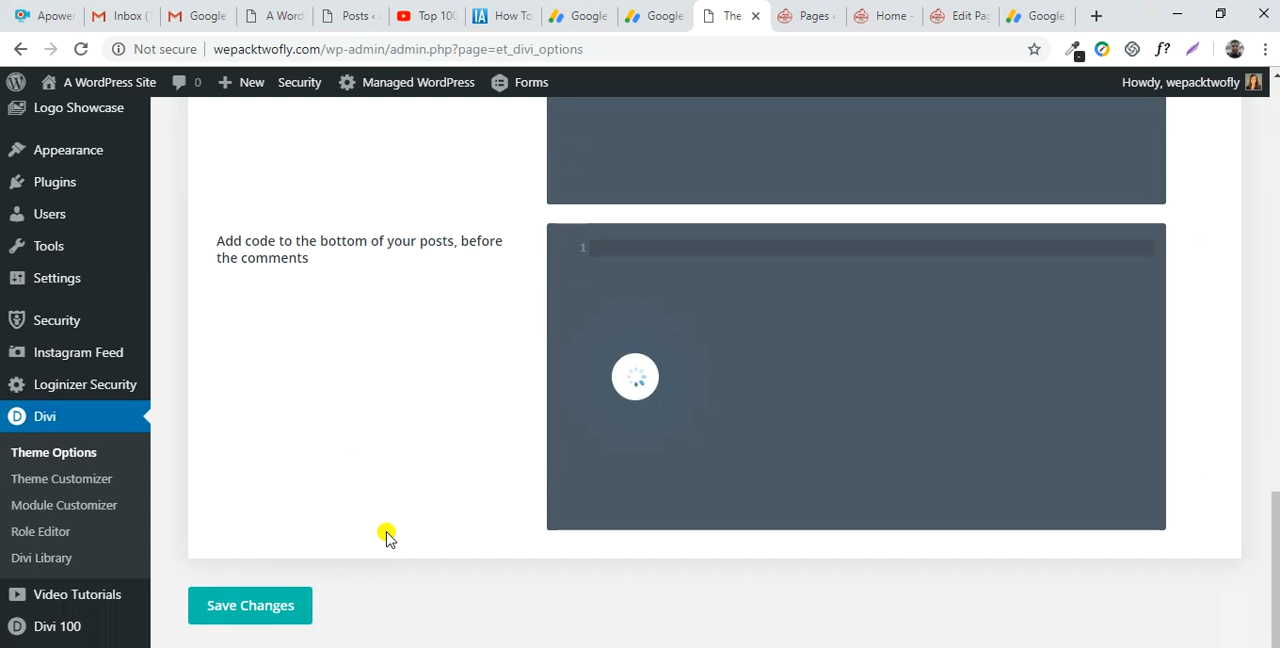 Apower
Inbox (
Google
A Word
Posts ‹
Top 100
How To
Google
Google
The
Pages ‹
Home -
Edit Pag
Google
Not secure
wepacktwofly.com/wp-admin/admin.php?page=et_divi_options
f?
A WordPress Site
0
New
Security
Managed WordPress
Forms
Howdy, wepacktwofly
Logo Showcase
Appearance
Plugins
Users
Tools
Settings
Security
Instagram Feed
Loginizer Security
Divi
Theme Options
Theme Customizer
Module Customizer
Role Editor
Divi Library
Video Tutorials
Divi 100
Add code to the bottom of your posts, before
the comments
1
Save Changes